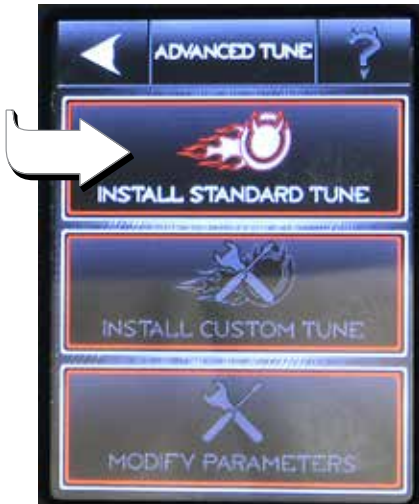 ADVANCED TUNE
?
INSTALL STANDARD TUNE
INSTALL CUSTOM TUNE
MODIFY PARAMETERS